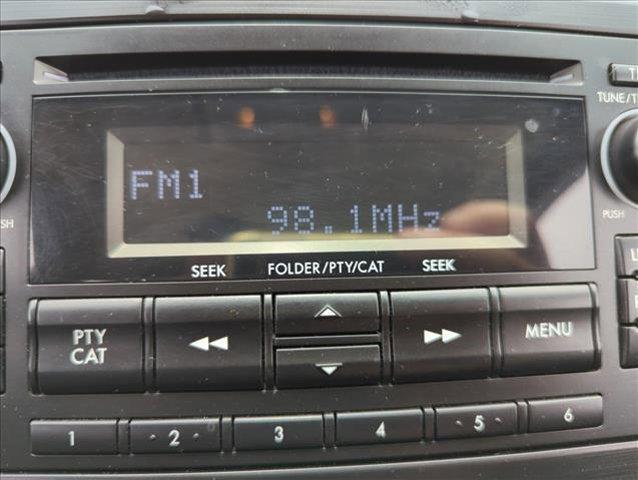 TUNE/T
PUSH
FM1
98.1MHz
SEEK FOLDER/PTY/CAT SEEK
PTY
CAT
MENU
1 2 3 4 5 6